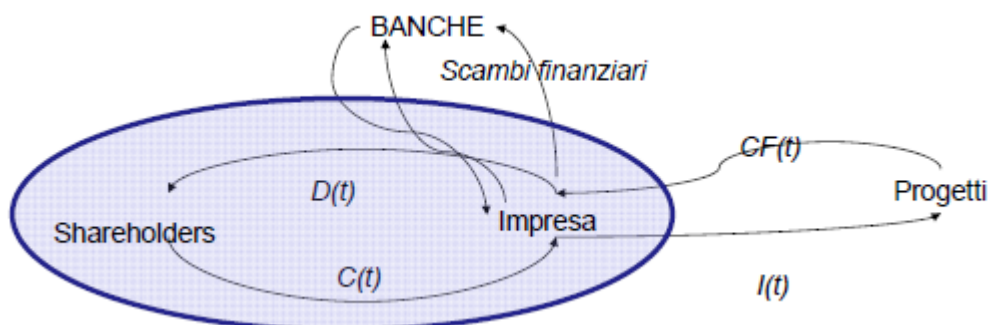 BANCHE
Scambi finanziari
CF(t)
D(t)
Progetti
Impresa
Shareholders
C(t)
I(t)